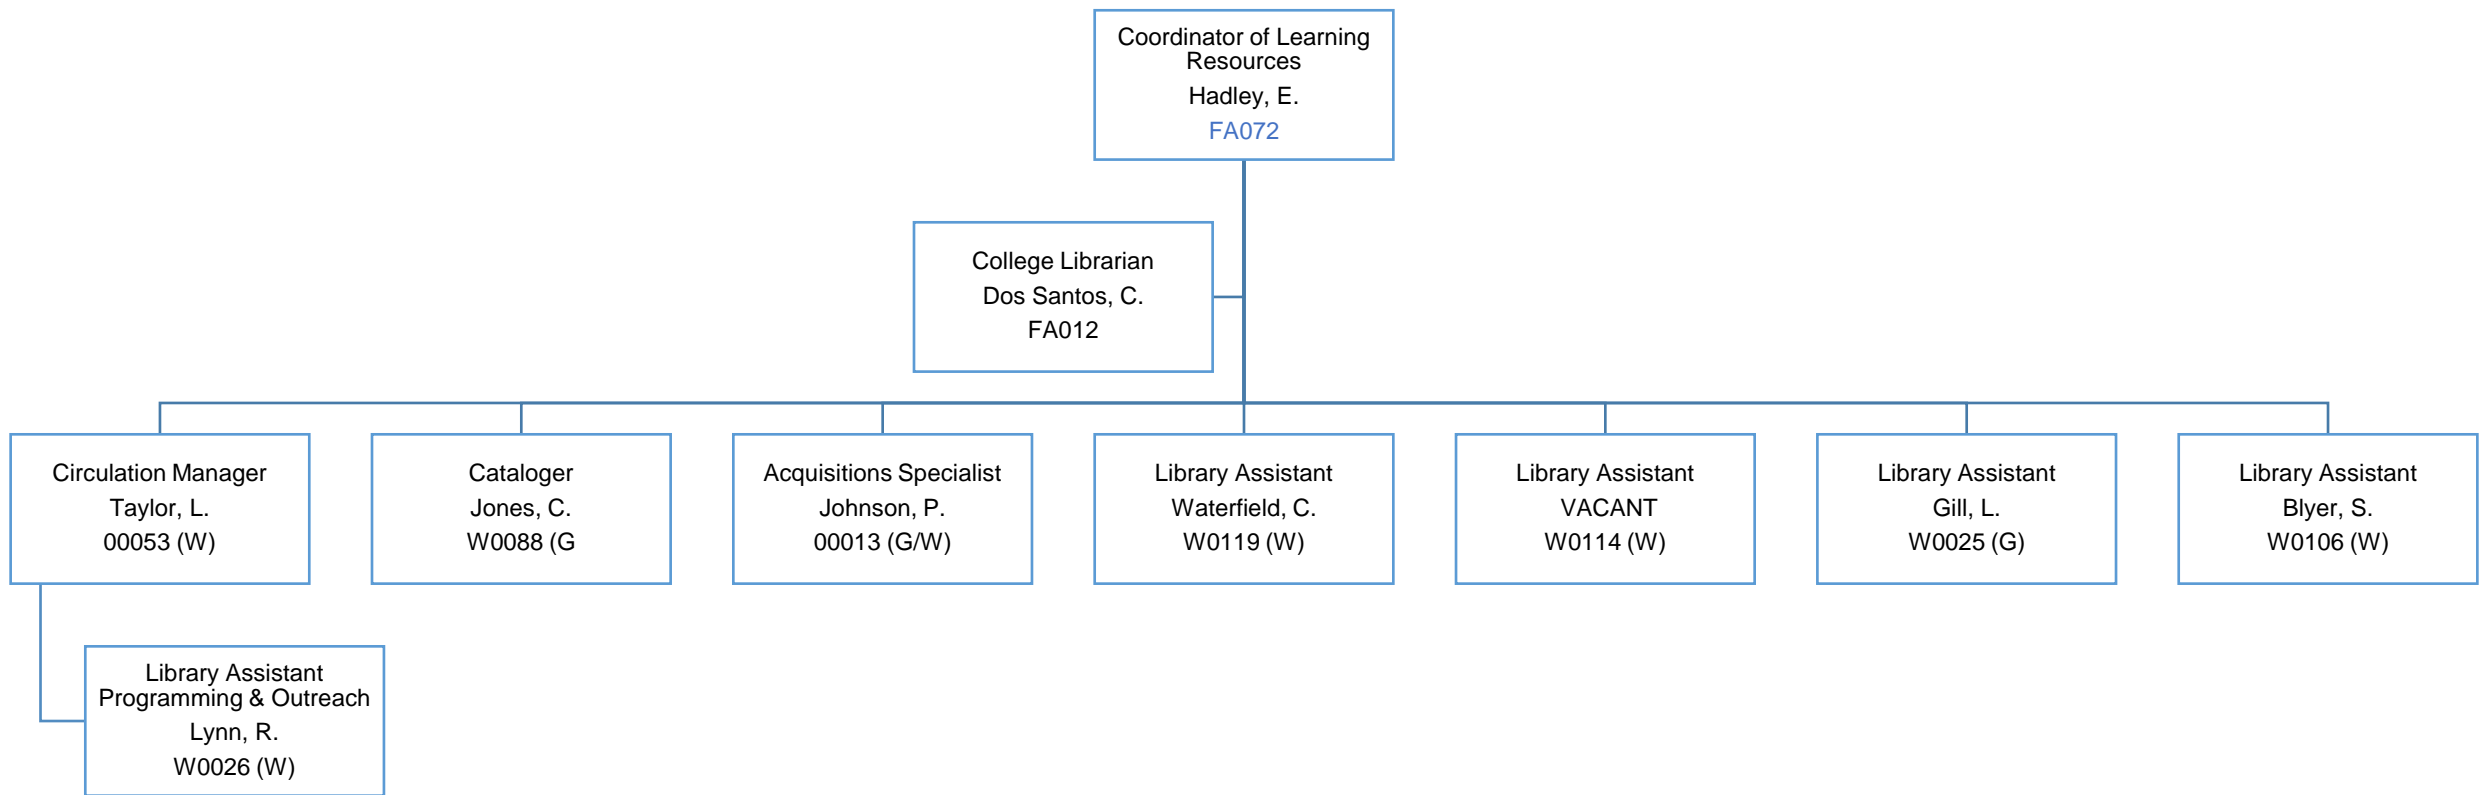 Coordinator of Learning
Resources
Hadley, E.
FA072
College Librarian
Dos Santos, C.
FA012
Circulation Manager
Taylor, L.
00053 (W)
Cataloger
Jones, C.
W0088 (G
Acquisitions Specialist
Johnson, P.
00013 (G/W)
Library Assistant
Waterfield, C.
W0119 (W)
Library Assistant
VACANT
W0114 (W)
Library Assistant
Gill, L.
W0025 (G)
Library Assistant
Blyer, S.
W0106 (W)
Library Assistant
Programming & Outreach
Lynn, R.
W0026 (W)